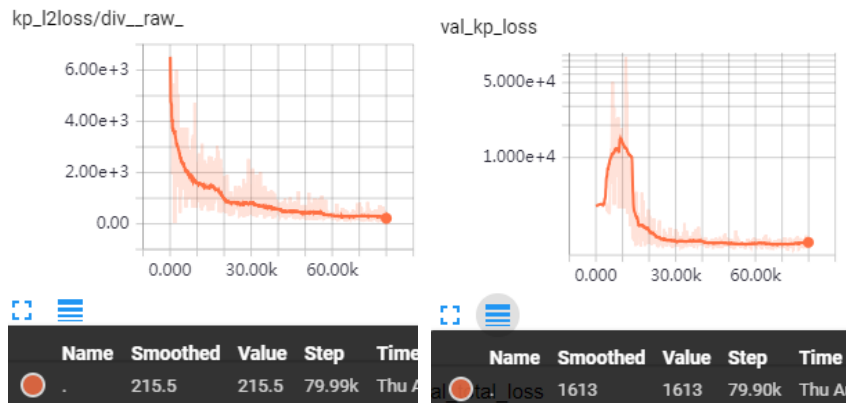 kp_l2loss/div__raw_
6.00e+3
4.00e+3
2.00e+3
0.00
0.000 30.00k 60.00k
Name Smoothed Value Step Time
. 215.5 215.5 79.99k Thu A
val_kp_loss
5.000e+4
1.000e+4
0.000 30.00k 60.00k
Name Smoothed Value Step Time
. 1613 1613 79.90k Thu A